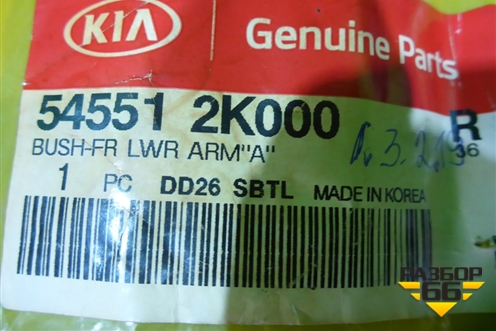 KIA Genuine Parts
54551 2K000 R
BUSH-FR LWR ARM"A" 36
1 PC DD26 SBTL MADE IN KOREA
РАЗБОР
66